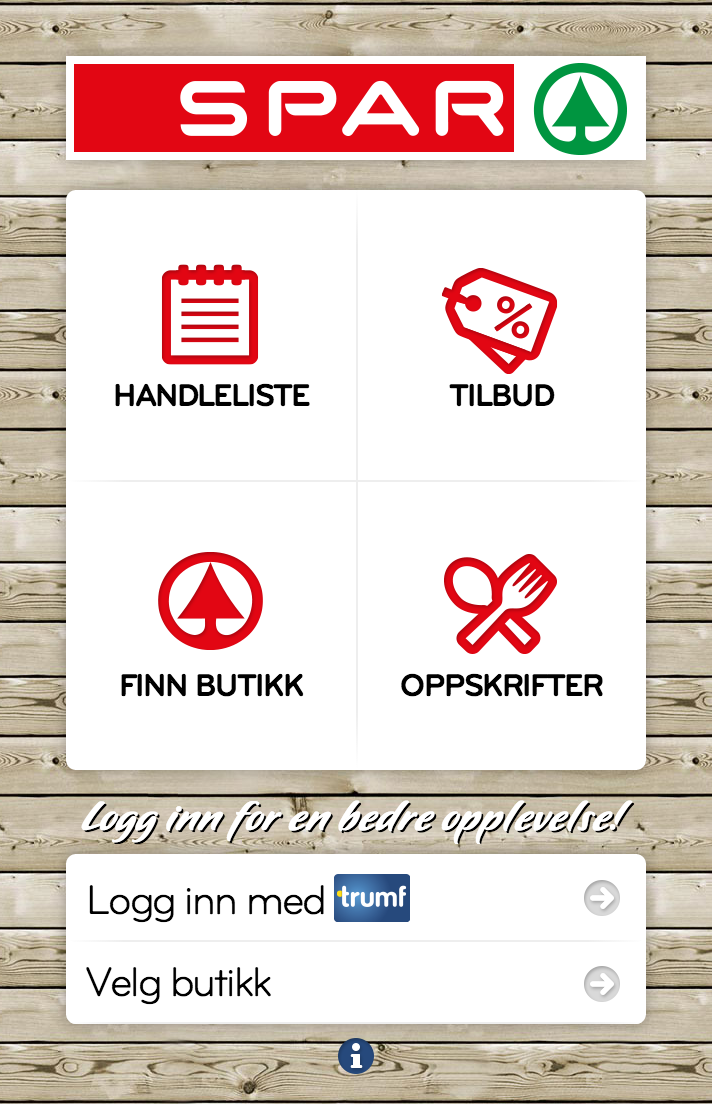 SPAR
HANDLELISTE
TILBUD
FINN BUTIKK
OPPSKRIFTER
Logg inn for en bedre opplevelse!
Logg inn med trumf
Velg butikk